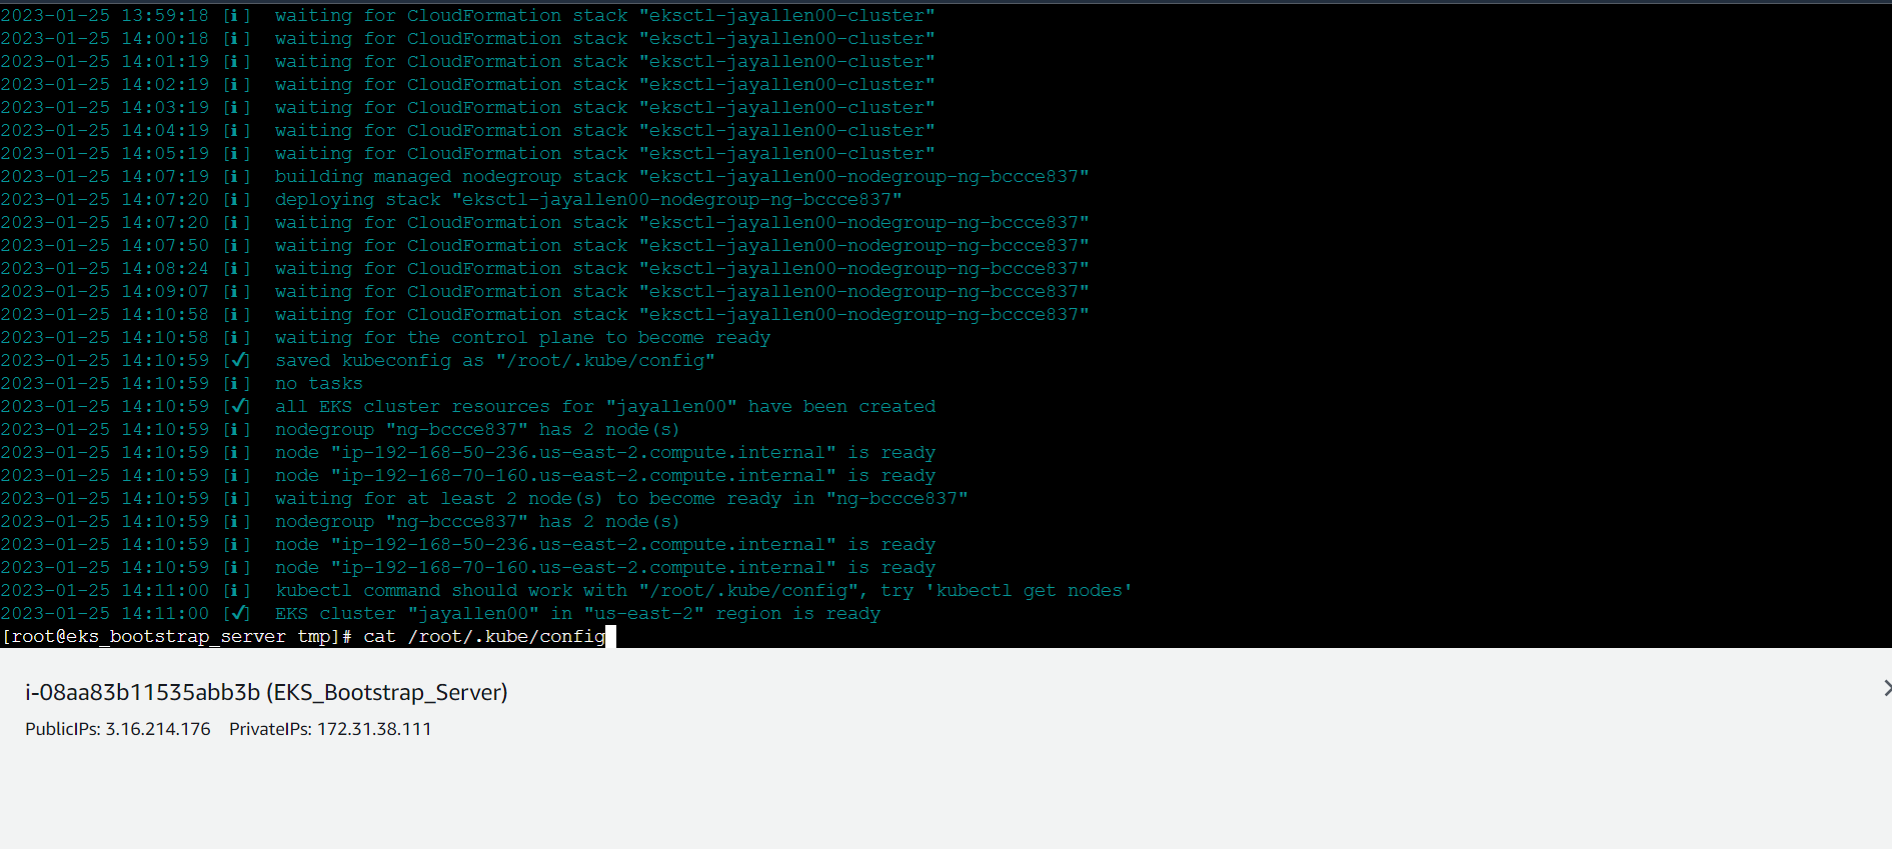 2023-01-25 13:59:18 [ℹ]  waiting for CloudFormation stack "eksctl-jayallen00-cluster"
2023-01-25 14:00:18 [ℹ]  waiting for CloudFormation stack "eksctl-jayallen00-cluster"
2023-01-25 14:01:19 [ℹ]  waiting for CloudFormation stack "eksctl-jayallen00-cluster"
2023-01-25 14:02:19 [ℹ]  waiting for CloudFormation stack "eksctl-jayallen00-cluster"
2023-01-25 14:03:19 [ℹ]  waiting for CloudFormation stack "eksctl-jayallen00-cluster"
2023-01-25 14:04:19 [ℹ]  waiting for CloudFormation stack "eksctl-jayallen00-cluster"
2023-01-25 14:05:19 [ℹ]  waiting for CloudFormation stack "eksctl-jayallen00-cluster"
2023-01-25 14:07:19 [ℹ]  building managed nodegroup stack "eksctl-jayallen00-nodegroup-ng-bccce837"
2023-01-25 14:07:20 [ℹ]  deploying stack "eksctl-jayallen00-nodegroup-ng-bccce837"
2023-01-25 14:07:20 [ℹ]  waiting for CloudFormation stack "eksctl-jayallen00-nodegroup-ng-bccce837"
2023-01-25 14:07:50 [ℹ]  waiting for CloudFormation stack "eksctl-jayallen00-nodegroup-ng-bccce837"
2023-01-25 14:08:24 [ℹ]  waiting for CloudFormation stack "eksctl-jayallen00-nodegroup-ng-bccce837"
2023-01-25 14:09:07 [ℹ]  waiting for CloudFormation stack "eksctl-jayallen00-nodegroup-ng-bccce837"
2023-01-25 14:10:58 [ℹ]  waiting for CloudFormation stack "eksctl-jayallen00-nodegroup-ng-bccce837"
2023-01-25 14:10:58 [ℹ]  waiting for the control plane to become ready
2023-01-25 14:10:59 [✔]  saved kubeconfig as "/root/.kube/config"
2023-01-25 14:10:59 [ℹ]  no tasks
2023-01-25 14:10:59 [✔]  all EKS cluster resources for "jayallen00" have been created
2023-01-25 14:10:59 [ℹ]  nodegroup "ng-bccce837" has 2 node(s)
2023-01-25 14:10:59 [ℹ]  node "ip-192-168-50-236.us-east-2.compute.internal" is ready
2023-01-25 14:10:59 [ℹ]  node "ip-192-168-70-160.us-east-2.compute.internal" is ready
2023-01-25 14:10:59 [ℹ]  waiting for at least 2 node(s) to become ready in "ng-bccce837"
2023-01-25 14:10:59 [ℹ]  nodegroup "ng-bccce837" has 2 node(s)
2023-01-25 14:10:59 [ℹ]  node "ip-192-168-50-236.us-east-2.compute.internal" is ready
2023-01-25 14:10:59 [ℹ]  node "ip-192-168-70-160.us-east-2.compute.internal" is ready
2023-01-25 14:11:00 [ℹ]  kubectl command should work with "/root/.kube/config", try 'kubectl get nodes'
2023-01-25 14:11:00 [✔]  EKS cluster "jayallen00" in "us-east-2" region is ready
[root@eks_bootstrap_server tmp]# cat /root/.kube/config
i-08aa83b11535abb3b (EKS_Bootstrap_Server)
PublicIPs: 3.16.214.176    PrivateIPs: 172.31.38.111